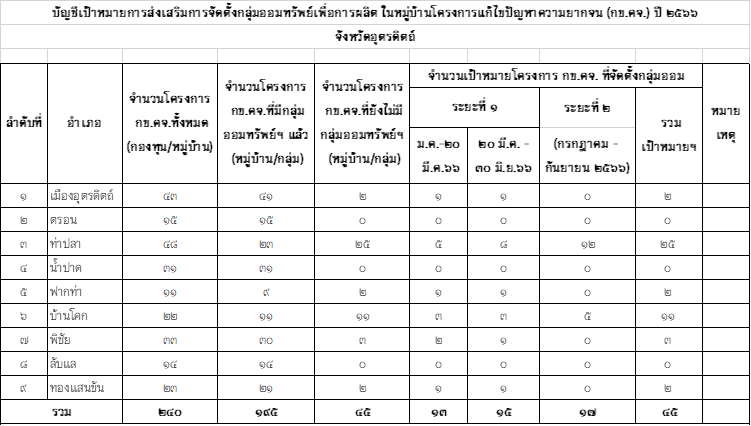 บัญชีเป้าหมายการส่งเสริมการจัดตั้งกลุ่มออมทรัพย์เพื่อการผลิต ในหมู่บ้านโครงการแก้ไขปัญหาความยากจน (กข.คจ.) ปี ๒๕๖๖
จังหวัดอุตรดิตถ์
ลำดับที่ อำเภอ จำนวนโครงการ กข.คจ.ทั้งหมด (กองทุน/หมู่บ้าน) จำนวนโครงการ กข.คจ.ที่มีกลุ่มออมทรัพย์ฯ แล้ว (หมู่บ้าน/กลุ่ม) จำนวนโครงการ กข.คจ.ที่ยังไม่มีกลุ่มออมทรัพย์ฯ (หมู่บ้าน/กลุ่ม) จำนวนเป้าหมายโครงการ กข.คจ. ที่จัดตั้งกลุ่มออม หมายเหตุ
ระยะที่ ๑ ระยะที่ ๒ รวมเป้าหมายฯ
ม.ค.-๒๐ มี.ค.๖๖ ๒๐ มี.ค. - ๓๐ มิ.ย.๖๖ (กรกฎาคม - กันยายน ๒๕๖๖)
๑ เมืองอุตรดิตถ์ ๔๓ ๔๑ ๒ ๑ ๑ ๐ ๒
๒ ตรอน ๑๕ ๑๕ ๐ ๐ ๐ ๐ ๐
๓ ท่าปลา ๔๘ ๒๓ ๒๕ ๕ ๘ ๑๒ ๒๕
๔ น้ำปาด ๓๑ ๓๑ ๐ ๐ ๐ ๐ ๐
๕ ฟากท่า ๑๑ ๙ ๒ ๑ ๑ ๐ ๒
๖ บ้านโคก ๒๒ ๑๑ ๑๑ ๓ ๓ ๕ ๑๑
๗ พิชัย ๓๓ ๓๐ ๓ ๒ ๑ ๐ ๓
๘ ลับแล ๑๔ ๑๔ ๐ ๐ ๐ ๐ ๐
๙ ทองแสนขัน ๒๓ ๒๑ ๒ ๑ ๑ ๐ ๒
รวม ๒๔๐ ๑๙๕ ๔๕ ๑๓ ๑๕ ๑๗ ๔๕